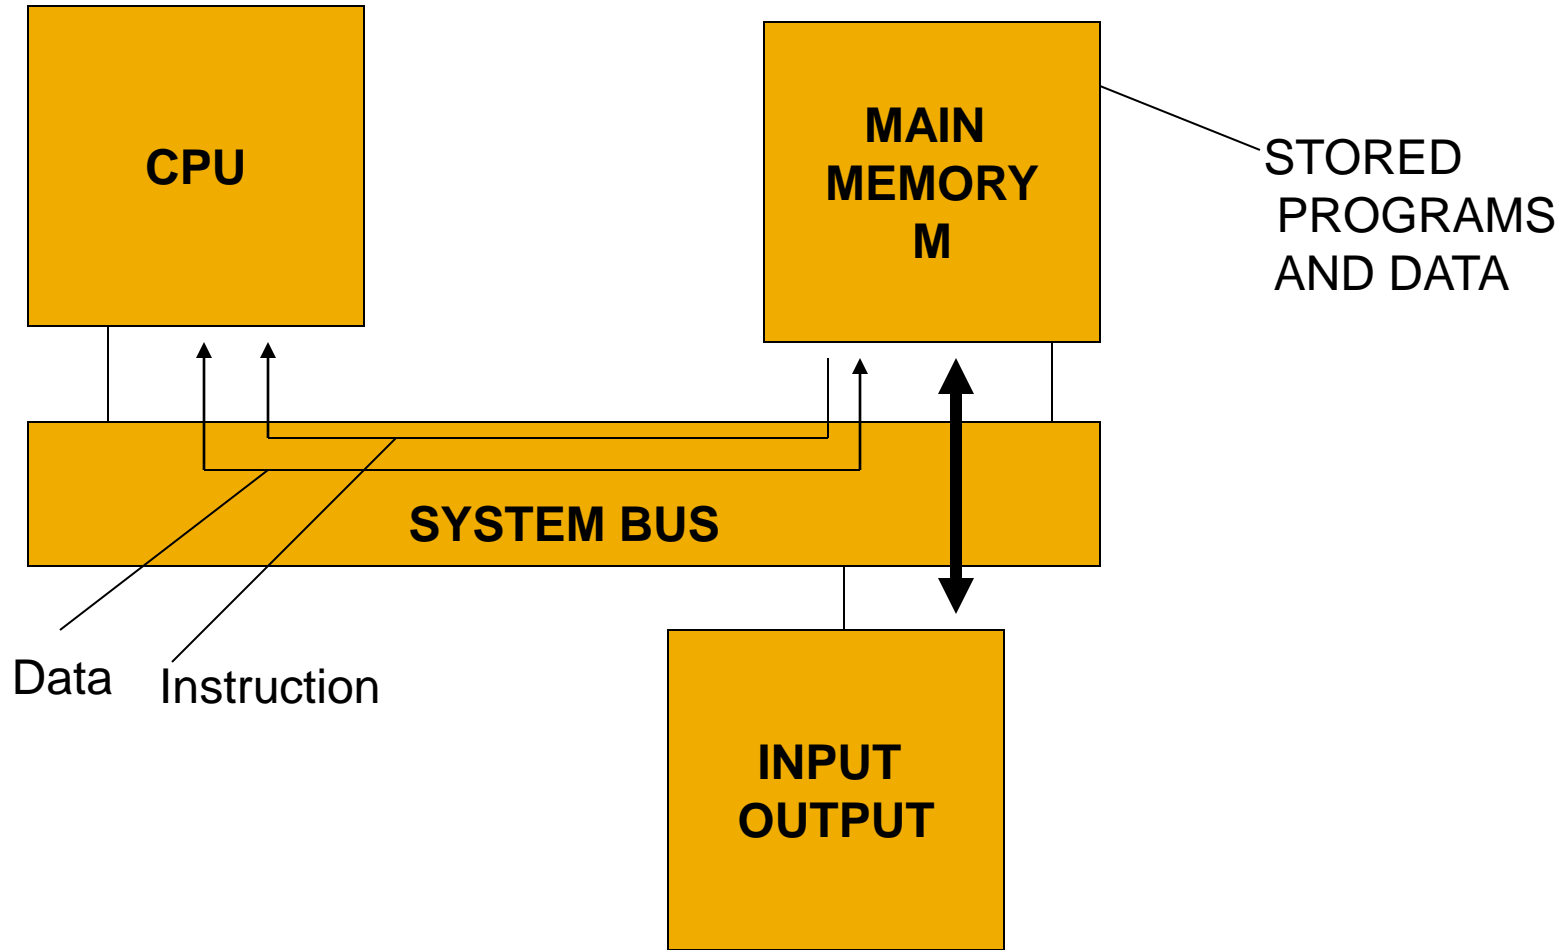 CPU
MAIN
MEMORY
M
STORED
PROGRAMS
AND DATA
SYSTEM BUS
Data
Instruction
INPUT
OUTPUT